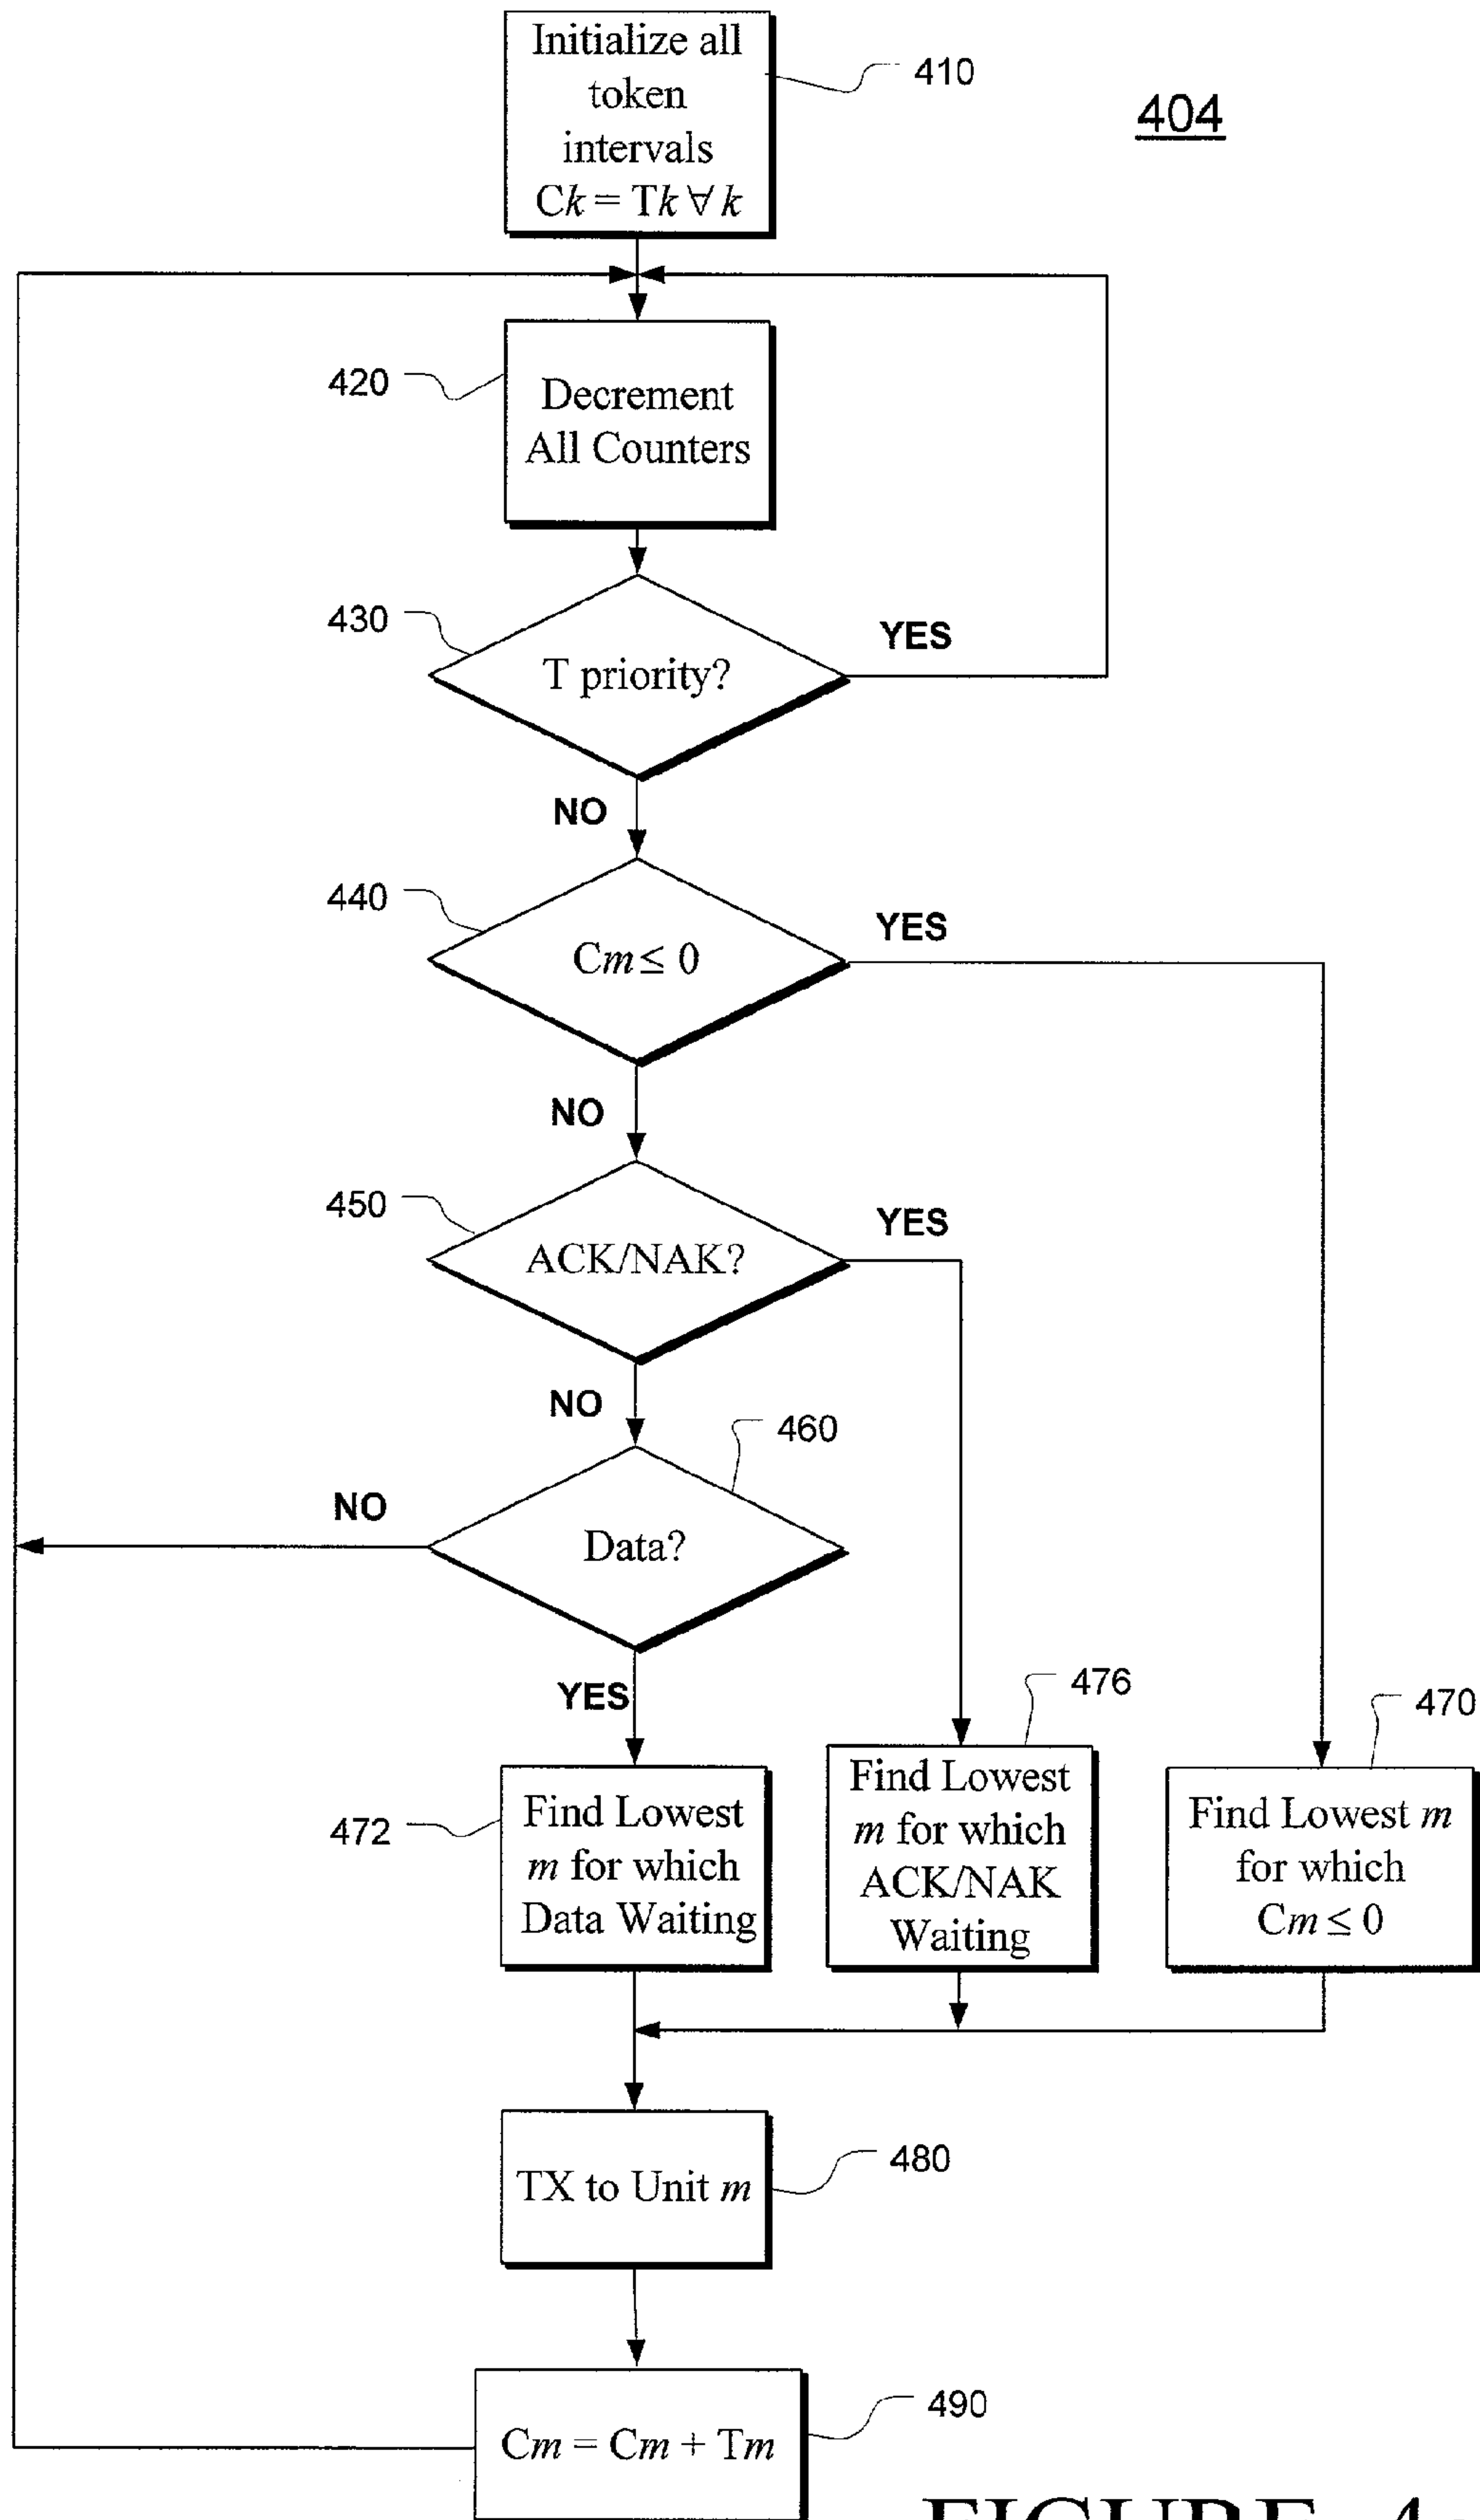 Initialize all
token
intervals
Ck = Tk ∀ k
410
404
420
Decrement
All Counters
430
T priority?
YES
NO
440
Cm ≤ 0
YES
NO
450
ACK/NAK?
YES
NO
460
Data?
NO
YES
476
470
472
Find Lowest
m for which
Data Waiting
Find Lowest
m for which
ACK/NAK
Waiting
Find Lowest m
for which
Cm ≤ 0
TX to Unit m
480
Cm = Cm + Tm
490
FIGURE 4